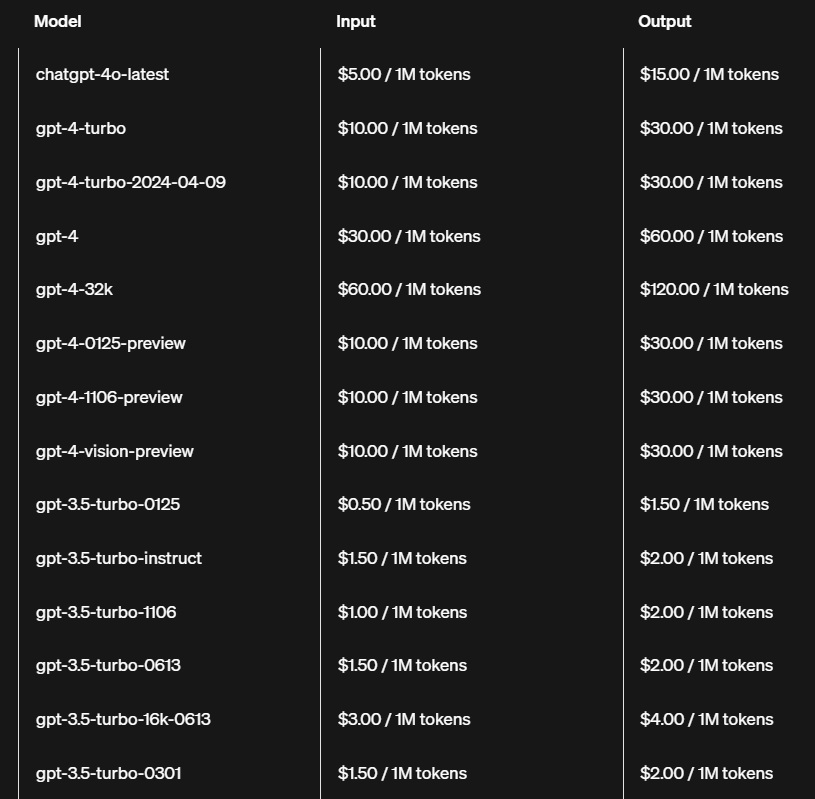 Model Input Output
chatgpt-4o-latest $5.00 / 1M tokens $15.00 / 1M tokens
gpt-4-turbo $10.00 / 1M tokens $30.00 / 1M tokens
gpt-4-turbo-2024-04-09 $10.00 / 1M tokens $30.00 / 1M tokens
gpt-4 $30.00 / 1M tokens $60.00 / 1M tokens
gpt-4-32k $60.00 / 1M tokens $120.00 / 1M tokens
gpt-4-0125-preview $10.00 / 1M tokens $30.00 / 1M tokens
gpt-4-1106-preview $10.00 / 1M tokens $30.00 / 1M tokens
gpt-4-vision-preview $10.00 / 1M tokens $30.00 / 1M tokens
gpt-3.5-turbo-0125 $0.50 / 1M tokens $1.50 / 1M tokens
gpt-3.5-turbo-instruct $1.50 / 1M tokens $2.00 / 1M tokens
gpt-3.5-turbo-1106 $1.00 / 1M tokens $2.00 / 1M tokens
gpt-3.5-turbo-0613 $1.50 / 1M tokens $2.00 / 1M tokens
gpt-3.5-turbo-16k-0613 $3.00 / 1M tokens $4.00 / 1M tokens
gpt-3.5-turbo-0301 $1.50 / 1M tokens $2.00 / 1M tokens